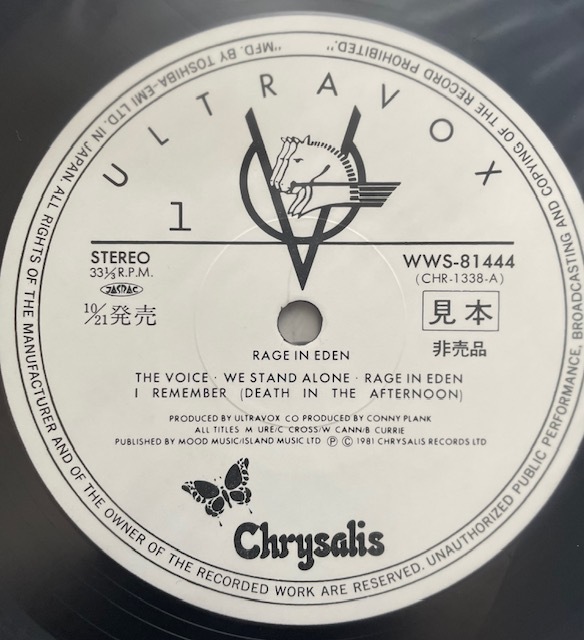 "MFD. BY TOSHIBA-EMI LTD. IN JAPAN. ALL RIGHTS OF THE MANUFACTURER AND OF THE OWNER OF THE RECORDED WORK ARE RESERVED. UNAUTHORIZED PUBLIC PERFORMANCE, BROADCASTING AND COPYING OF THE RECORD PROHIBITED."
ULTRAVOX
1
STEREO
33⅓ R.P.M.
JASRAC
10/21発売
WWS-81444
(CHR-1338-A)
見本
非売品
RAGE IN EDEN
THE VOICE · WE STAND ALONE · RAGE IN EDEN
I REMEMBER (DEATH IN THE AFTERNOON)
PRODUCED BY ULTRAVOX CO PRODUCED BY CONNY PLANK
ALL TITLES M URE/C CROSS/W CANN/B CURRIE
PUBLISHED BY MOOD MUSIC/ISLAND MUSIC LTD Ⓟ Ⓒ 1981 CHRYSALIS RECORDS LTD
Chrysalis